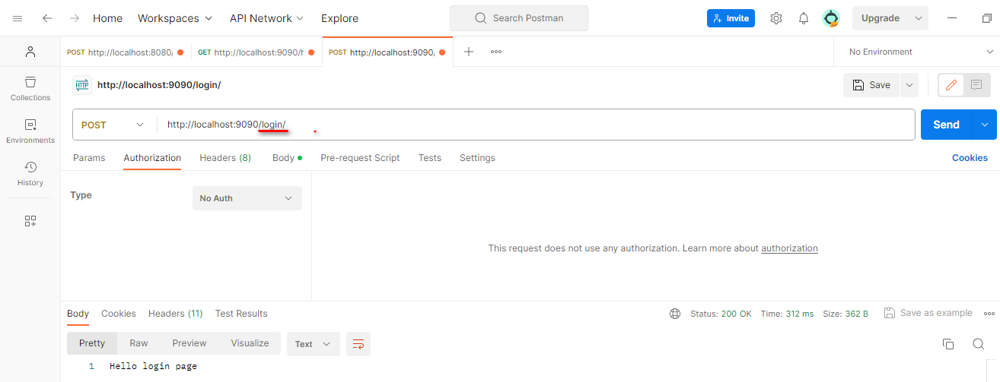 Home Workspaces API Network Explore Search Postman Invite Upgrade
POST http://localhost:8080/ GET http://localhost:9090/h POST http://localhost:9090/ No Environment
HTTP http://localhost:9090/login/ Save
Collections
POST http://localhost:9090/login/ Send
Environments
Params Authorization Headers (8) Body Pre-request Script Tests Settings Cookies
History
Type No Auth
This request does not use any authorization. Learn more about authorization
Body Cookies Headers (11) Test Results Status: 200 OK Time: 312 ms Size: 362 B Save as example
Pretty Raw Preview Visualize Text
1 Hello login page